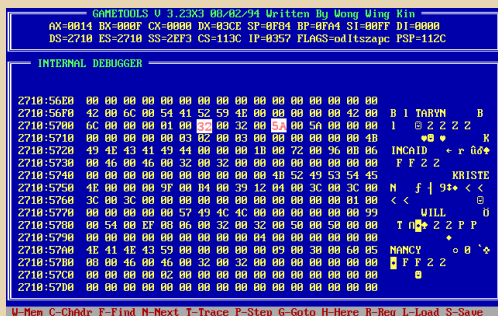 GAMETOOLS V 3.23X3 08/02/94 Written By Wong Wing Kin
AX=0014 BX=000F CX=0000 DX=03CE SP=0F84 BP=0FA4 SI=00FF DI=0000
DS=2710 ES=2710 SS=2EF3 CS=113C IP=0357 FLAGS=odItszapc PSP=112C
INTERNAL DEBUGGER
2710:56E0 00 00 00 00 00 00 00 00 00 00 00 00 00 00 00 00
2710:56F0 42 00 6C 00 54 41 52 59 4E 00 00 00 00 00 42 00 B l TARYN B
2710:5700 6C 00 00 00 01 00 32 00 32 00 5A 00 5A 00 00 00 l ☺ 2 2 Z Z
2710:5710 00 00 00 00 00 03 02 00 03 00 00 00 00 00 00 4B ♥☻ ♥ K
2710:5720 49 4E 43 41 49 44 00 00 00 1B 00 72 00 96 0B 06 INCAID ← r û♂♠
2710:5730 00 46 00 46 00 32 00 32 00 00 00 00 00 00 00 00 F F 2 2
2710:5740 00 00 00 00 00 00 00 00 00 00 4B 52 49 53 54 45 KRISTE
2710:5750 4E 00 00 00 9F 00 B4 00 39 12 04 00 3C 00 3C 00 N ƒ ┤ 9↕♦ < <
2710:5760 3C 00 3C 00 00 00 00 00 00 00 00 00 00 00 01 00 < < ☺
2710:5770 00 00 00 00 00 57 49 4C 4C 00 00 00 00 00 00 99 WILL Ö
2710:5780 00 54 00 EF 08 06 00 32 00 32 00 50 00 50 00 00 T ∩◘♠ 2 2 P P
2710:5790 00 00 00 00 00 00 00 00 00 04 00 00 00 00 00 00 ♦
2710:57A0 4E 41 4E 43 59 00 00 00 00 00 09 00 30 00 60 05 NANCY ○ 0 `♣
2710:57B0 08 00 46 00 46 00 32 00 32 00 00 00 00 00 00 00 ◘ F F 2 2
2710:57C0 00 00 00 00 02 00 00 00 00 00 00 00 00 00 00 00 ☻
2710:57D0 00 00 00 00 00 00 00 00 00 00 00 00 00 00 00 00
W-Mem C-ChAdr F-Find N-Next T-Trace P-Step G-Goto H-Here R-Reg L-Load S-Save